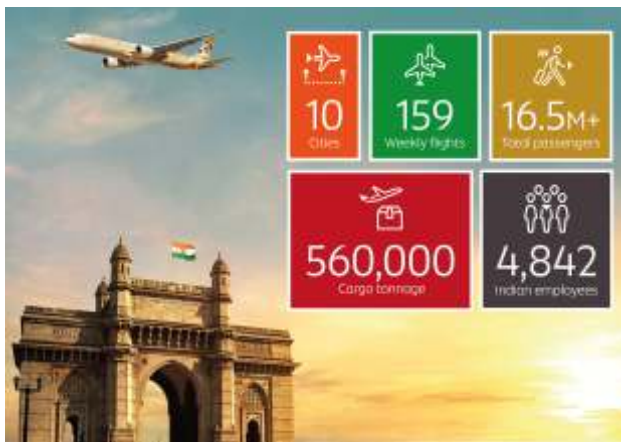 10
Cities
159
Weekly flights
16.5M+
Total passengers
560,000
Cargo tonnage
4,842
Indian employees